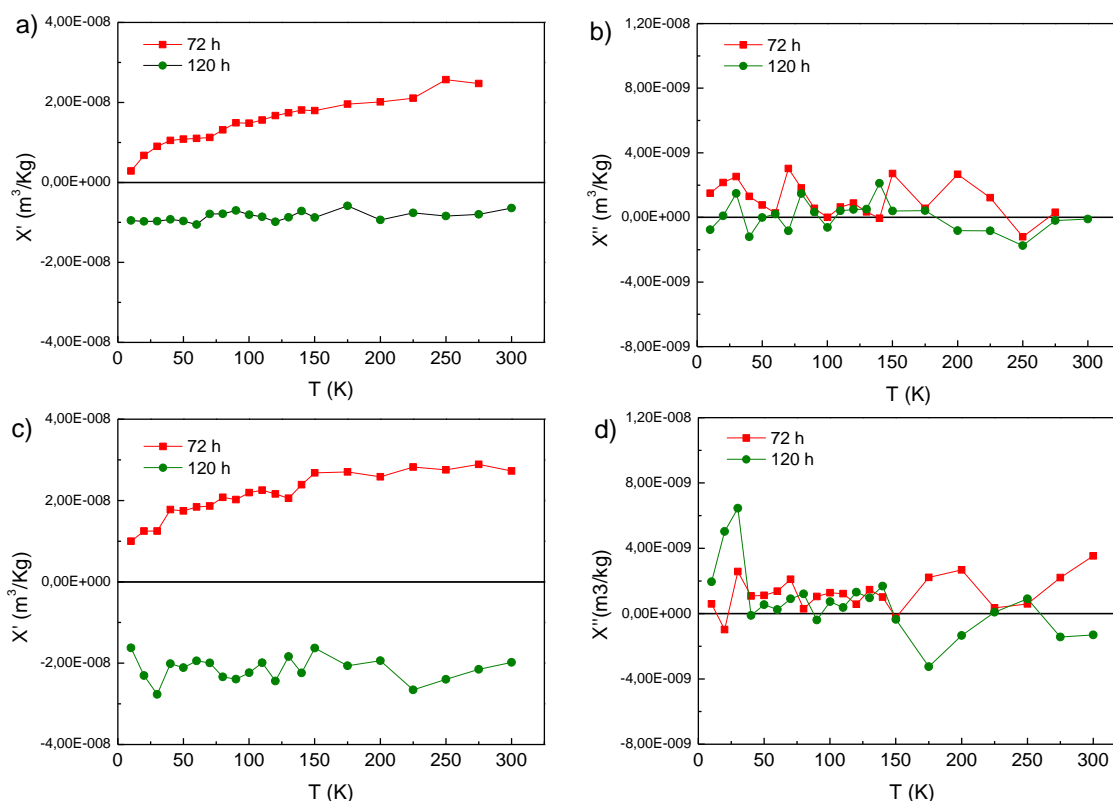 a)
72 h
120 h
4,00E-008
2,00E-008
0,00E+000
-2,00E-008
-4,00E-008
X' (m³/Kg)
0 50 100 150 200 250 300
T (K)
b)
72 h
120 h
1,20E-008
8,00E-009
4,00E-009
0,00E+000
-4,00E-009
-8,00E-009
X'' (m³/Kg)
0 50 100 150 200 250 300
T (K)
c)
72 h
120 h
4,00E-008
2,00E-008
0,00E+000
-2,00E-008
-4,00E-008
X' (m³/Kg)
0 50 100 150 200 250 300
T (K)
d)
72 h
120 h
1,20E-008
8,00E-009
4,00E-009
0,00E+000
-4,00E-009
-8,00E-009
X''(m3/kg)
0 50 100 150 200 250 300
T (K)